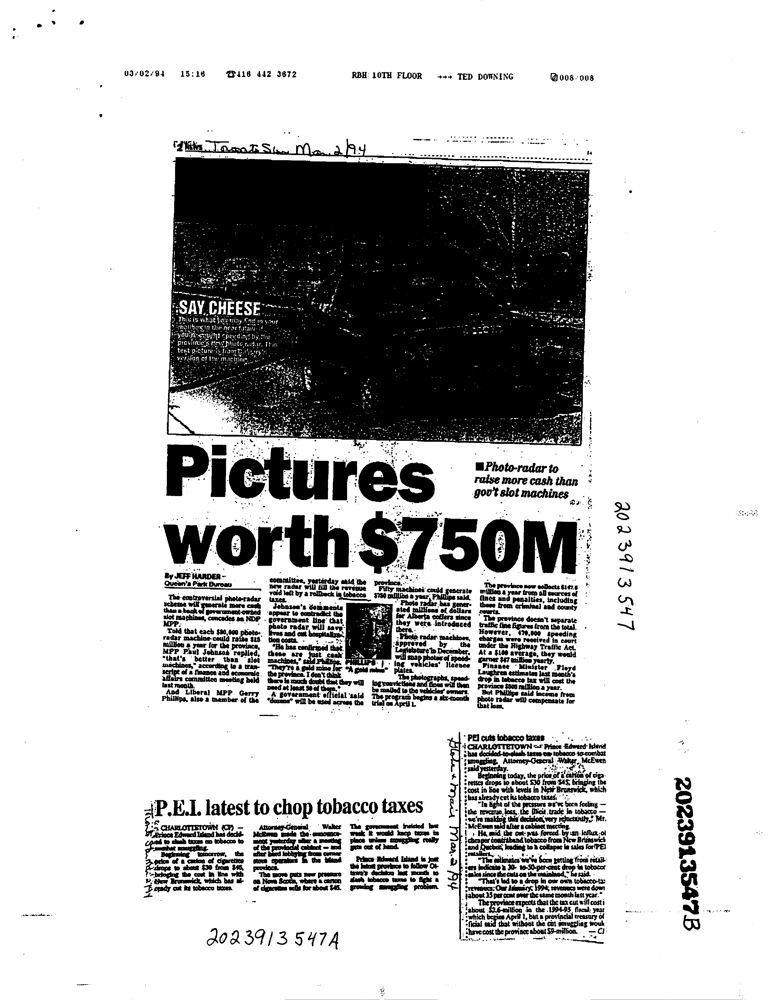 03/02/94 15:16 ☎416 442 3672 RBH 10TH FLOOR →→→ TED DOWNING 008/008
Mar 2/94
SAY CHEESE
This is what you may find in your
mailbox in the near future
you're caught speeding by the
province's first photo radar. The
test picture is from
version of the machine.
Pictures
worth $750M
■ Photo-radar to
raise more cash than
gov't slot machines
By JEFF HARDER
Queen's Park Bureau
The controversial photo-radar
scheme will generate more cash
than a bank of government-owned
slot machines, concedes an NDP
MPP.
Told that each $80,000 photo-
radar machine could raise $15
million a year for the province,
MPP Paul Johnson replied,
"that's better than slot
machines," according to a tran-
script of a finance and economic
affairs committee meeting held
last month.
And Liberal MPP Gerry
Phillips, also a member of the
committee, yesterday said the
new radar will fill the revenue
void left by a rollback in tobacco
taxes.
Johnson's comments
appear to contradict the
government line that
photo radar will save
lives and cut hospitaliza-
tion costs.
"He has confirmed that
these are just cash
machines," said Phillips.
"They're a gold mine for
the province. I don't think
there is much doubt that they will
need at least 50 of them."
A government official said
"dozens" will be used across the
PHILLIPS
"A gold mine"
province.
Fifty machines could generate
$750 million a year, Phillips said.
Photo radar has gener-
ated millions of dollars
for Alberta coffers since
they were introduced
there.
Photo radar machines,
approved by the
Legislature in December,
will snap photos of speed-
ing vehicles' licence
plates.
The photographs, speed-
ing convictions and fines will then
be mailed to the vehicles' owners.
The program begins a six-month
trial on April 1.
The province now collects $147.8
million a year from all sources of
fines and penalties, including
those from criminal and county
courts.
The province doesn't separate
traffic fine figures from the total.
However, 470,000 speeding
charges were received in court
under the Highway Traffic Act.
At a $100 average, they would
garner $47 million yearly.
Finance Minister Floyd
Laughren estimates last month's
drop in tobacco tax will cost the
province $500 million a year.
But Phillips said income from
photo radar will compensate for
that loss.
2023913547
P.E.I. latest to chop tobacco taxes
CHARLOTTETOWN (CP) —
Prince Edward Island has decid-
ed to slash taxes on tobacco to
combat smuggling.
Beginning tomorrow, the
price of a carton of cigarettes
drops to about $30 from $45,
bringing the cost in line with
New Brunswick, which has al-
ready cut its tobacco taxes.
Attorney-General Walter
McEwen made the announce-
ment yesterday after a meeting
of the provincial cabinet — and
after hard lobbying from corner
store operators in the Island
province.
The move puts new pressure
on Nova Scotia, where a carton
of cigarettes sells for about $45.
The government insisted last
week it would keep taxes in
place unless smuggling really
gets out of hand.
Prince Edward Island is just
the latest province to follow Ot-
tawa's decision last month to
slash tobacco taxes to fight a
growing smuggling problem.
Globe & Mail Mar 2/94
PEI cuts tobacco taxes
CHARLOTTETOWN — Prince Edward Island
has decided to slash taxes on tobacco to combat
smuggling, Attorney-General Walter McEwen
said yesterday.
Beginning today, the price of a carton of ciga-
rettes drops to about $30 from $45, bringing the
cost in line with levels in New Brunswick, which
has already cut its tobacco taxes.
"In light of the pressure we've been feeling —
the revenue loss, the illicit trade in tobacco —
we're making this decision very reluctantly," Mr.
McEwen said after a cabinet meeting.
He said the cut was forced by an influx of
cheaper contraband tobacco from New Brunswick
and Quebec, leading to a collapse in sales for PEI
retailers.
"The estimates we've been getting from retail-
ers indicate a 30- to-50-per-cent drop in tobacco
sales since the cuts on the mainland," he said.
"That's led to a drop in our own tobacco-tax
revenues. Our January, 1994, revenues were down
about 35 per cent over the same month last year."
The province expects that the tax cut will cost it
about $2.6-million in the 1994-95 fiscal year
which begins April 1, but a provincial treasury of-
ficial said that without the cut smuggling would
have cost the province about $9-million.
2023913547B
2023913547A